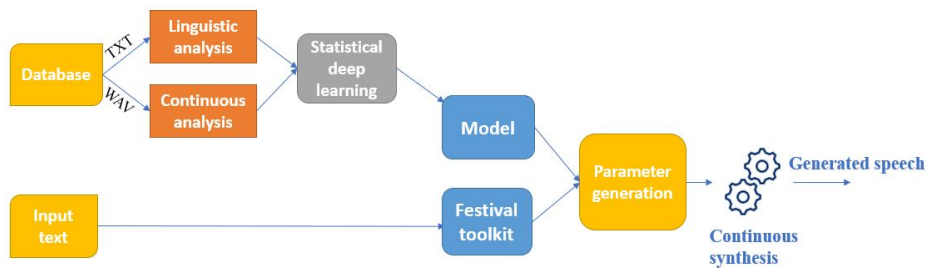 Database
TXT
WAV
Linguistic
analysis
Continuous
analysis
Statistical
deep
learning
Model
Input
text
Festival
toolkit
Parameter
generation
Continuous
synthesis
Generated speech